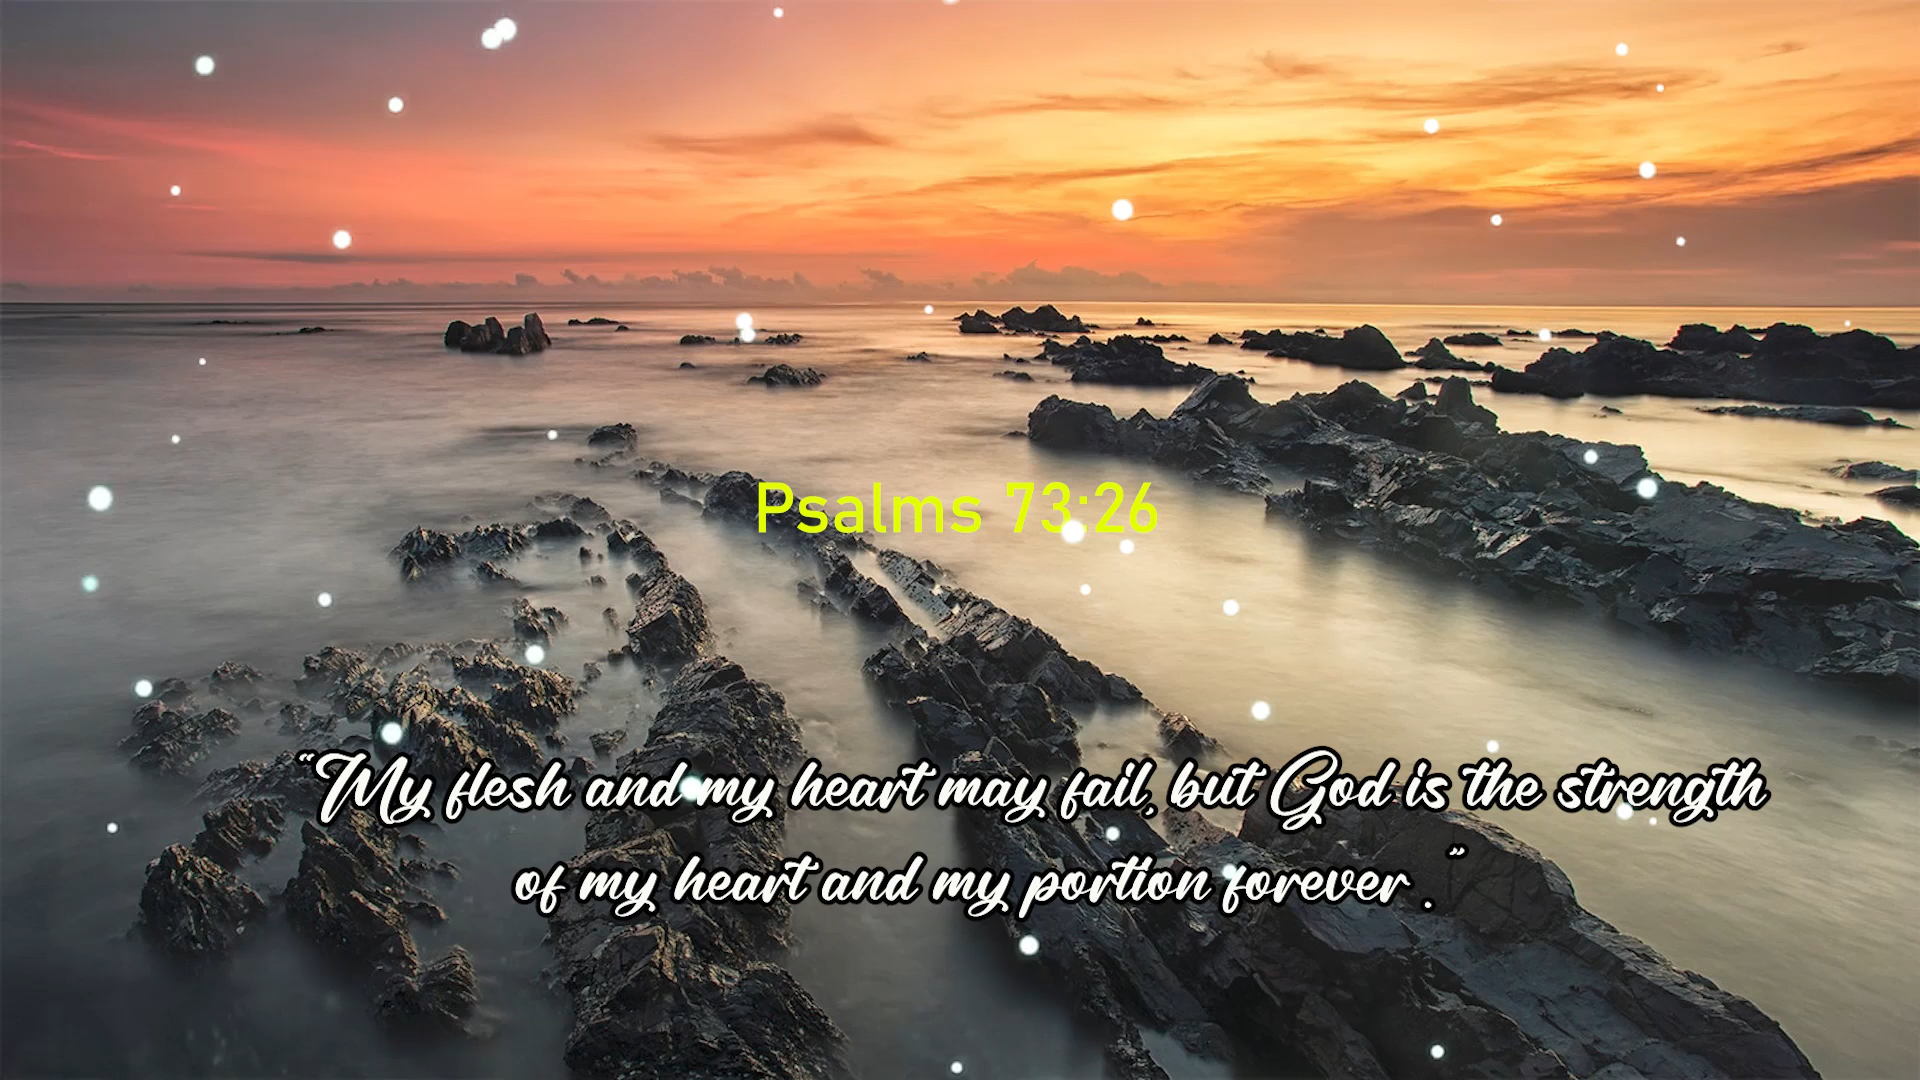 Psalms 73:26
“My flesh and my heart may fail, but God is the strength
of my heart and my portion forever .”